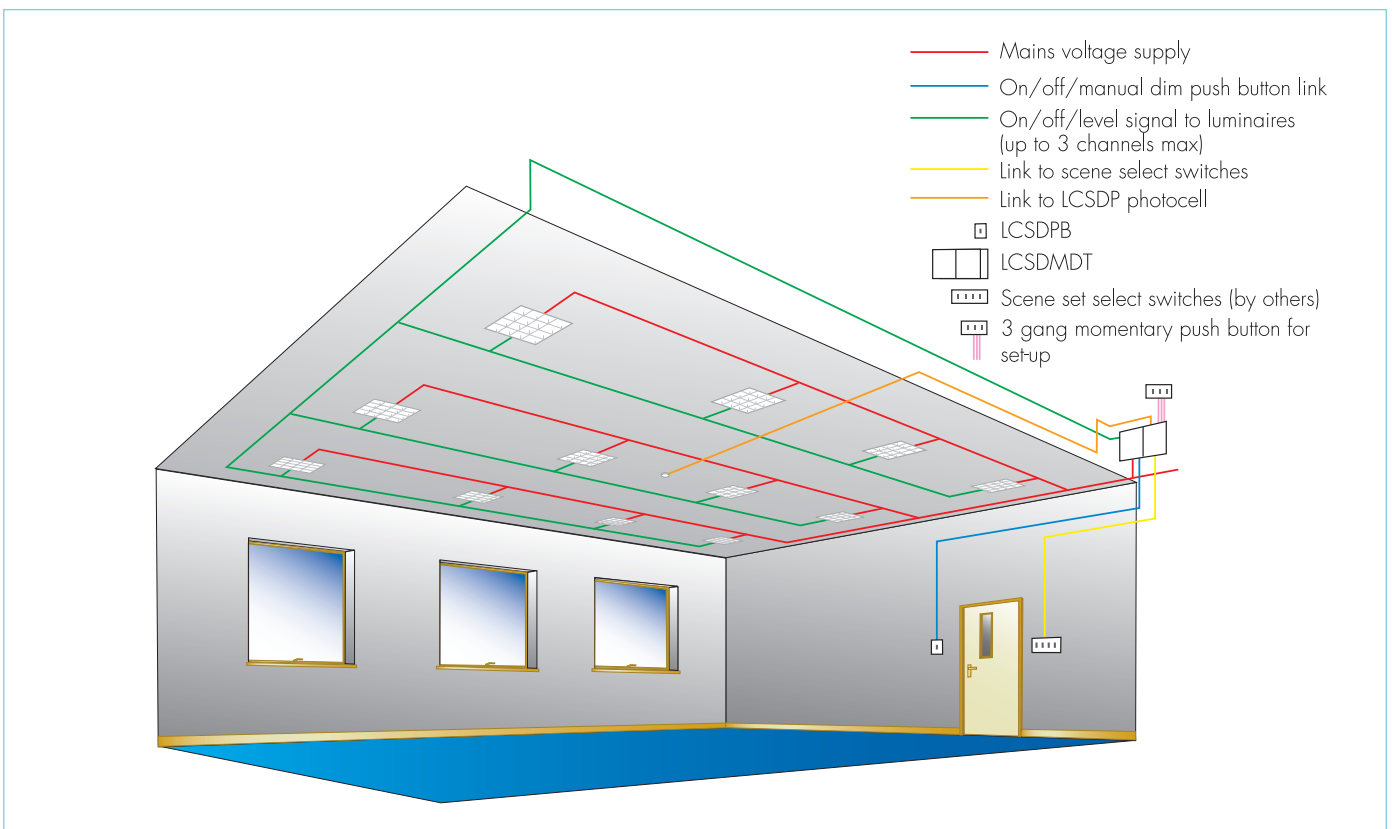 Mains voltage supply
On/off/manual dim push button link
On/off/level signal to luminaires
(up to 3 channels max)
Link to scene select switches
Link to LCSDP photocell
LCSDPB
LCSDMDT
Scene set select switches (by others)
3 gang momentary push button for
set-up